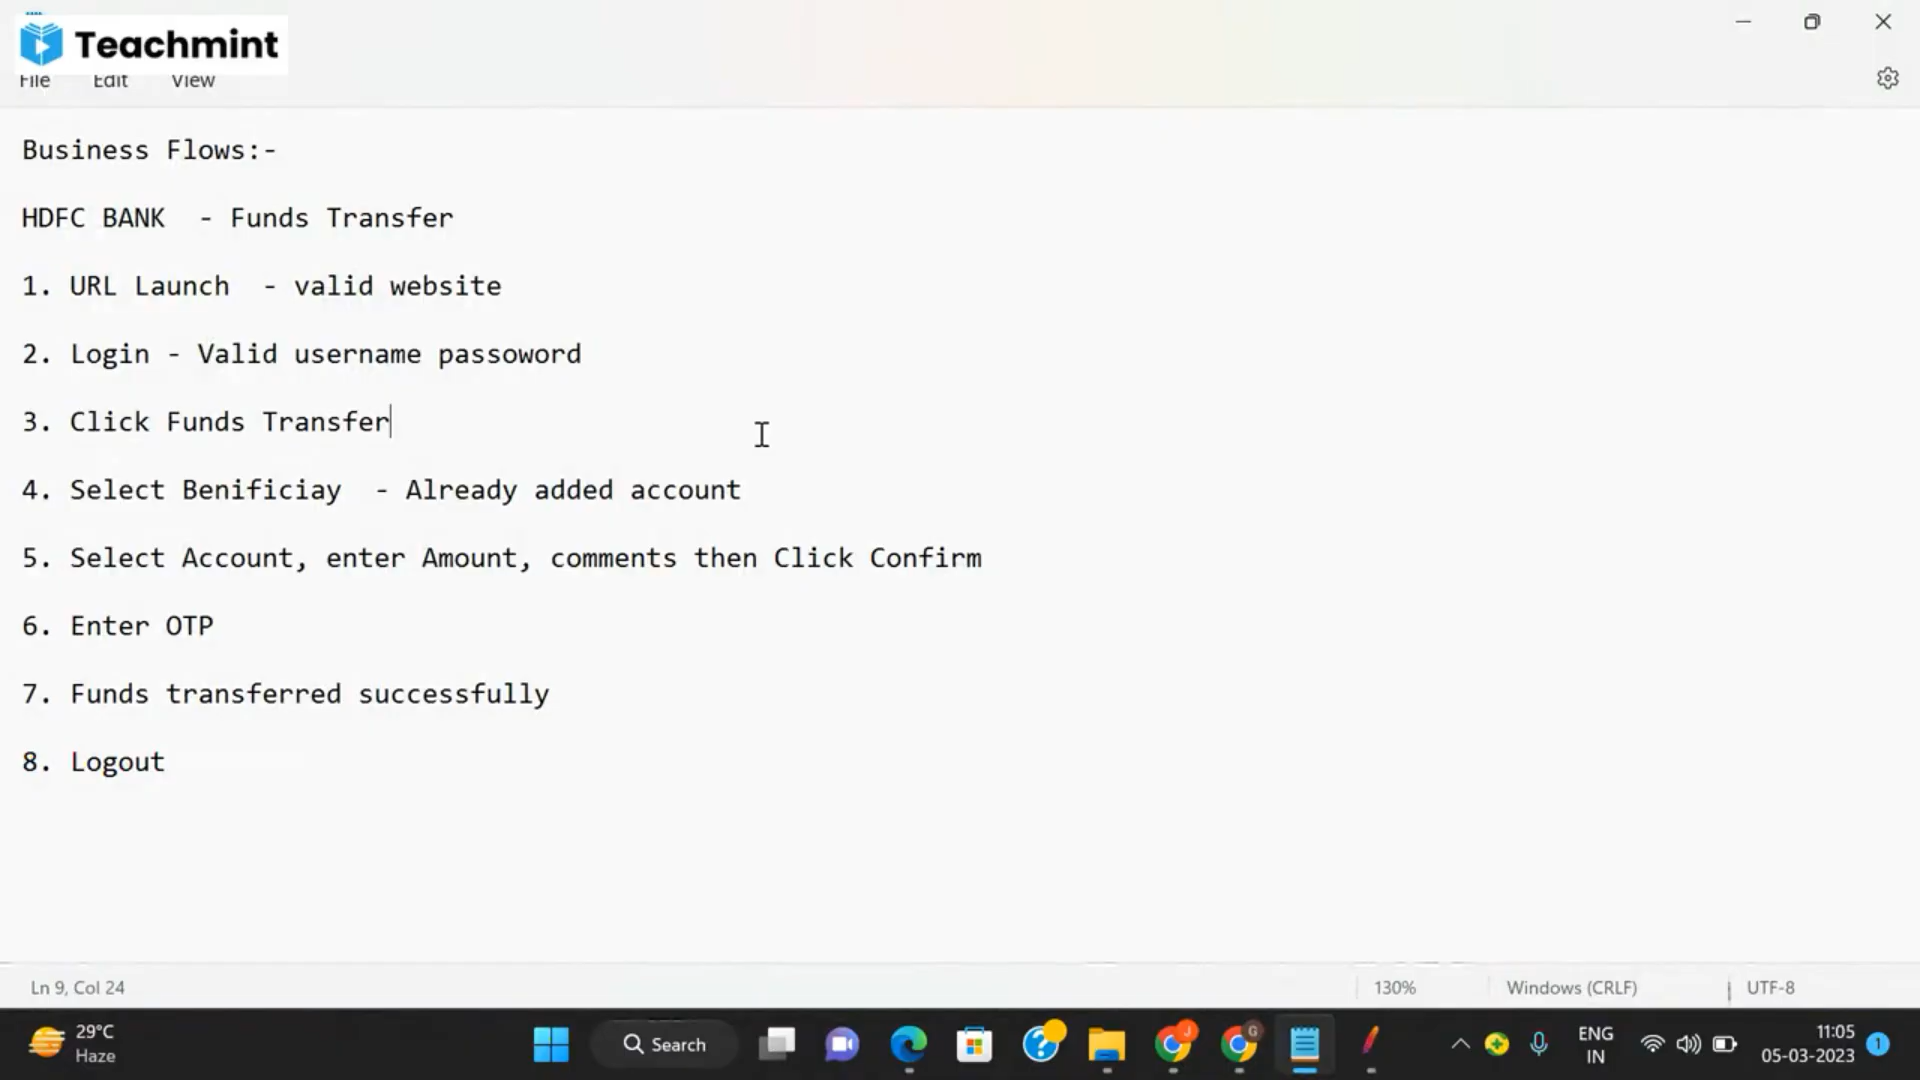 Teachmint
File Edit View
Business Flows:-
HDFC BANK  - Funds Transfer
1. URL Launch  - valid website
2. Login - Valid username passoword
3. Click Funds Transfer
4. Select Benificiay  - Already added account
5. Select Account, enter Amount, comments then Click Confirm
6. Enter OTP
7. Funds transferred successfully
8. Logout
Ln 9, Col 24 130% Windows (CRLF) UTF-8
29°C
Haze
Search
J
G
ENG
IN
11:05
05-03-2023
1